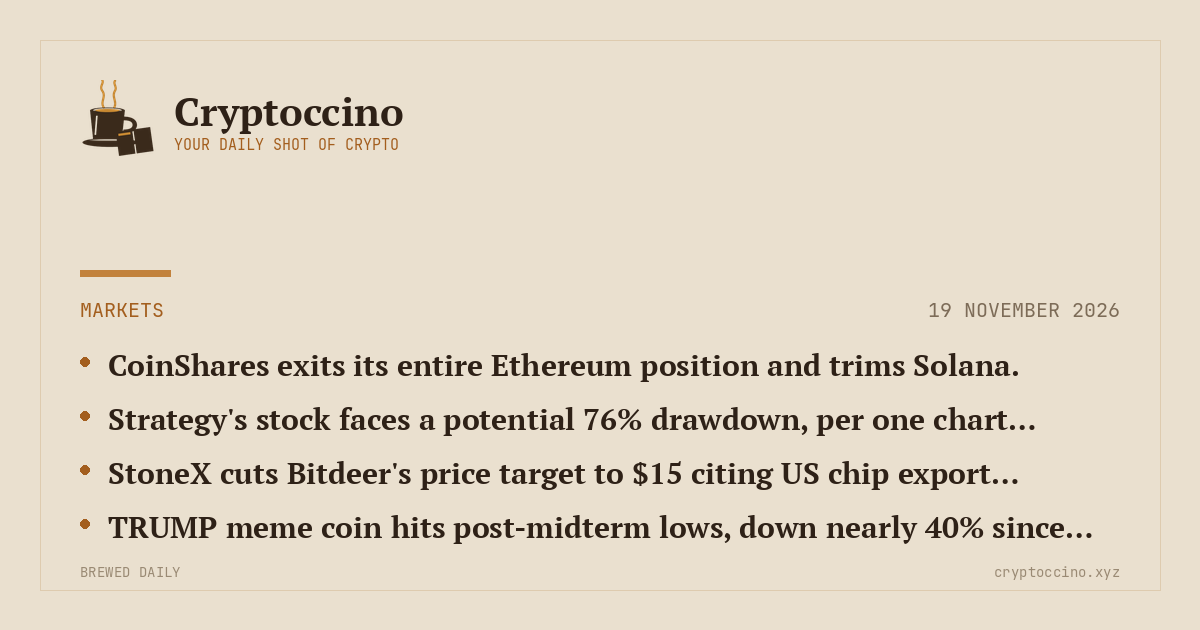 Cryptoccino
YOUR DAILY SHOT OF CRYPTO
MARKETS
19 NOVEMBER 2026
CoinShares exits its entire Ethereum position and trims Solana.
Strategy's stock faces a potential 76% drawdown, per one chart...
StoneX cuts Bitdeer's price target to $15 citing US chip export...
TRUMP meme coin hits post-midterm lows, down nearly 40% since...
BREWED DAILY
cryptoccino.xyz